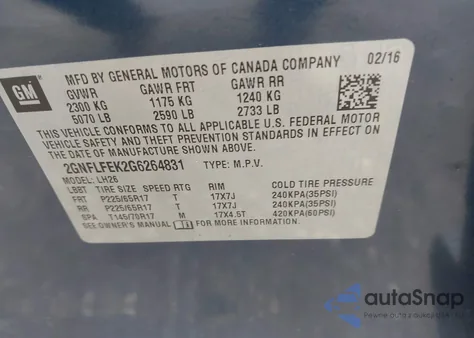 GM
MFD BY GENERAL MOTORS OF CANADA COMPANY 02/16
GVWR GAWR FRT GAWR RR
2300 KG 1175 KG 1240 KG
5070 LB 2590 LB 2733 LB
THIS VEHICLE CONFORMS TO ALL APPLICABLE U.S. FEDERAL MOTOR
VEHICLE SAFETY AND THEFT PREVENTION STANDARDS IN EFFECT ON
THE DATE OF MANUFACTURE SHOWN ABOVE.
2GNFLFEK2G6264831 TYPE: M.P.V.
LH26
LBBT TIRE SIZE SPEED RTG RIM COLD TIRE PRESSURE
FRT P225/65R17 T 17X7J 240KPA(35PSI)
RR P225/65R17 T 17X7J 240KPA(35PSI)
SPA T145/70R17 M 17X4.5T 420KPA(60PSI)
SEE OWNER'S MANUAL FOR MORE INFORMATION
autoSnap
Pewne auto z